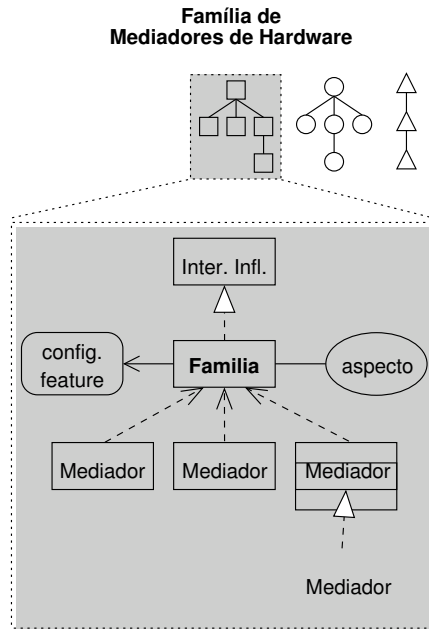 Família de
Mediadores de Hardware
Inter. Infl.
config.
feature
Familia
aspecto
Mediador
Mediador
Mediador
Mediador